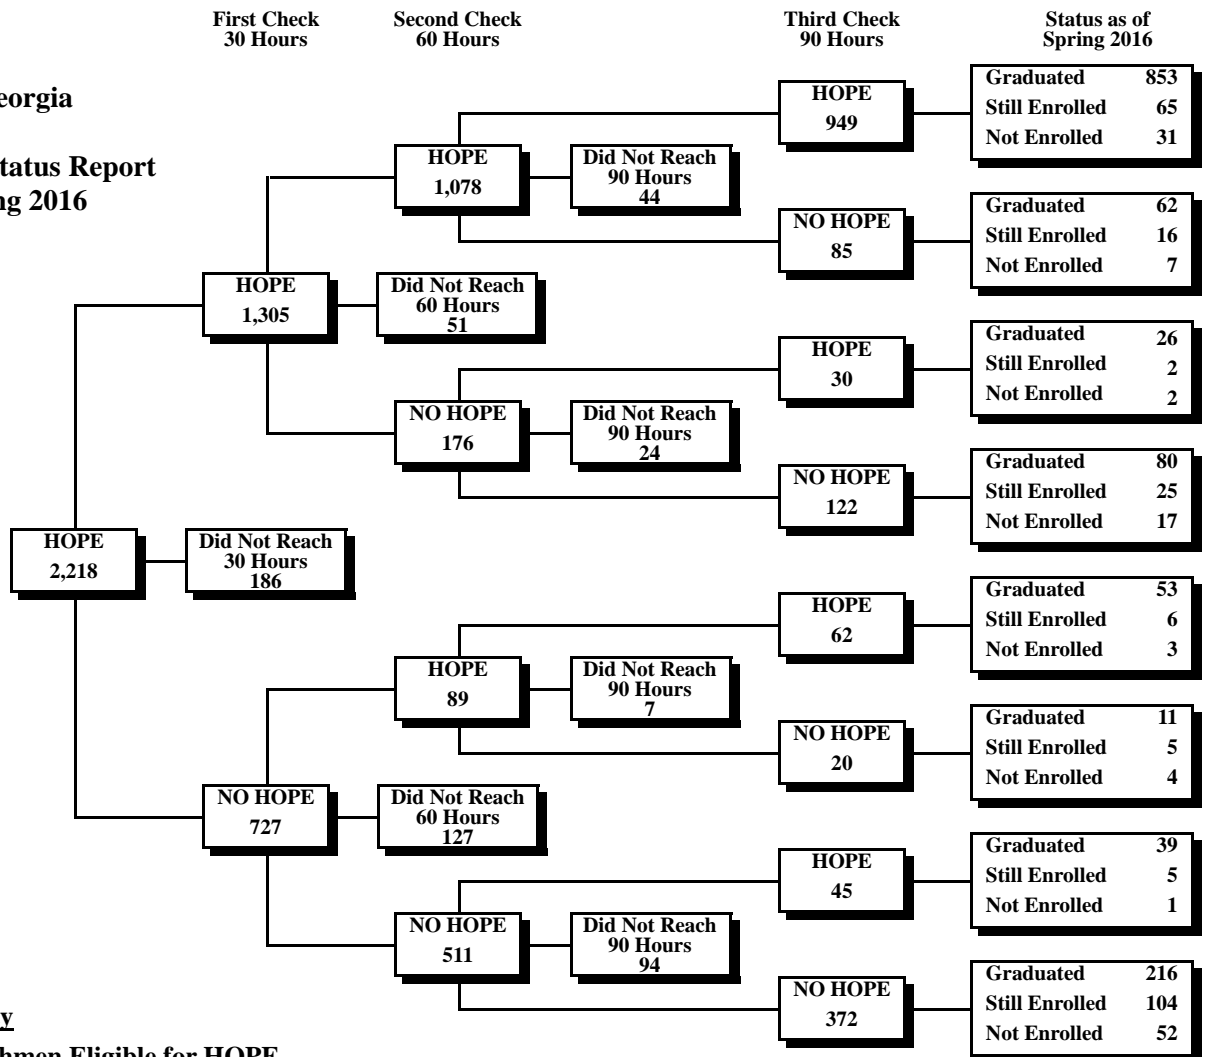 First Check
30 Hours
Second Check
60 Hours
Third Check
90 Hours
Status as of
Spring 2016
eorgia
tatus Report
ng 2016
HOPE
949
Graduated 853
Still Enrolled 65
Not Enrolled 31
HOPE
1,078
Did Not Reach
90 Hours
44
NO HOPE
85
Graduated 62
Still Enrolled 16
Not Enrolled 7
HOPE
1,305
Did Not Reach
60 Hours
51
HOPE
30
Graduated 26
Still Enrolled 2
Not Enrolled 2
NO HOPE
176
Did Not Reach
90 Hours
24
NO HOPE
122
Graduated 80
Still Enrolled 25
Not Enrolled 17
HOPE
2,218
Did Not Reach
30 Hours
186
HOPE
62
Graduated 53
Still Enrolled 6
Not Enrolled 3
HOPE
89
Did Not Reach
90 Hours
7
NO HOPE
20
Graduated 11
Still Enrolled 5
Not Enrolled 4
NO HOPE
727
Did Not Reach
60 Hours
127
HOPE
45
Graduated 39
Still Enrolled 5
Not Enrolled 1
NO HOPE
511
Did Not Reach
90 Hours
94
NO HOPE
372
Graduated 216
Still Enrolled 104
Not Enrolled 52
y
hmen Eligible for HOPE